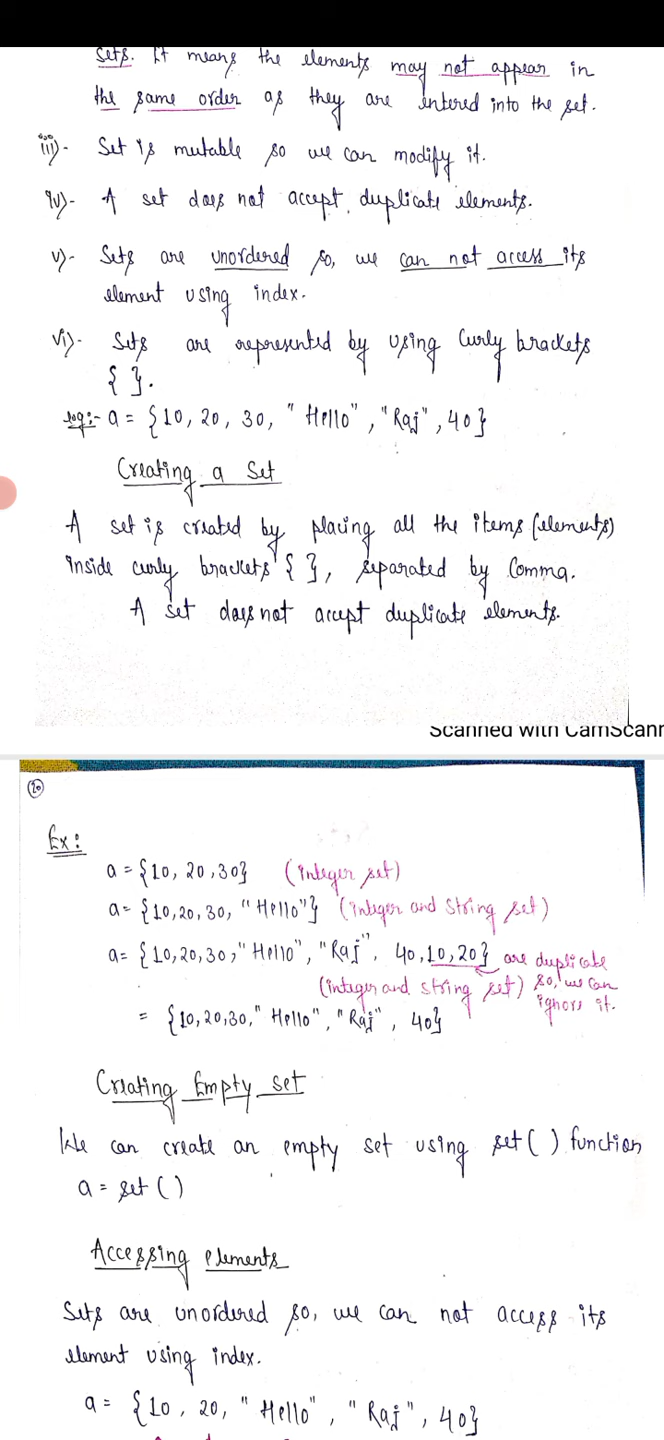 sets. It means the elements may not appear in
the same order as they are entered into the set.
iii)- Set is mutable so we can modify it.
iv)- A set does not accept duplicate elements.
v)- Sets are unordered so, we can not access its
element using index.
vi)- Sets are represented by using Curly brackets
{ }.
eg:- a = {10, 20, 30, "Hello", "Raj", 40}
Creating a Set
A set is created by placing all the items (elements)
inside curly brackets { }, separated by Comma.
A set does not accept duplicate elements.
Scanned with CamScann
20
Ex:
a = {10, 20, 30} (integer set)
a = {10, 20, 30, "Hello"} (integer and string set)
a = {10, 20, 30, "Hello", "Raj", 40, 10, 20} are duplicate
(integer and string set) so, we can
ignore it.
= {10, 20, 30, "Hello", "Raj", 40}
Creating Empty set
We can create an empty set using set( ) function
a = set ( )
Accessing elements
Sets are unordered so, we can not access its
element using index.
a = {10, 20, "Hello", "Raj", 40}